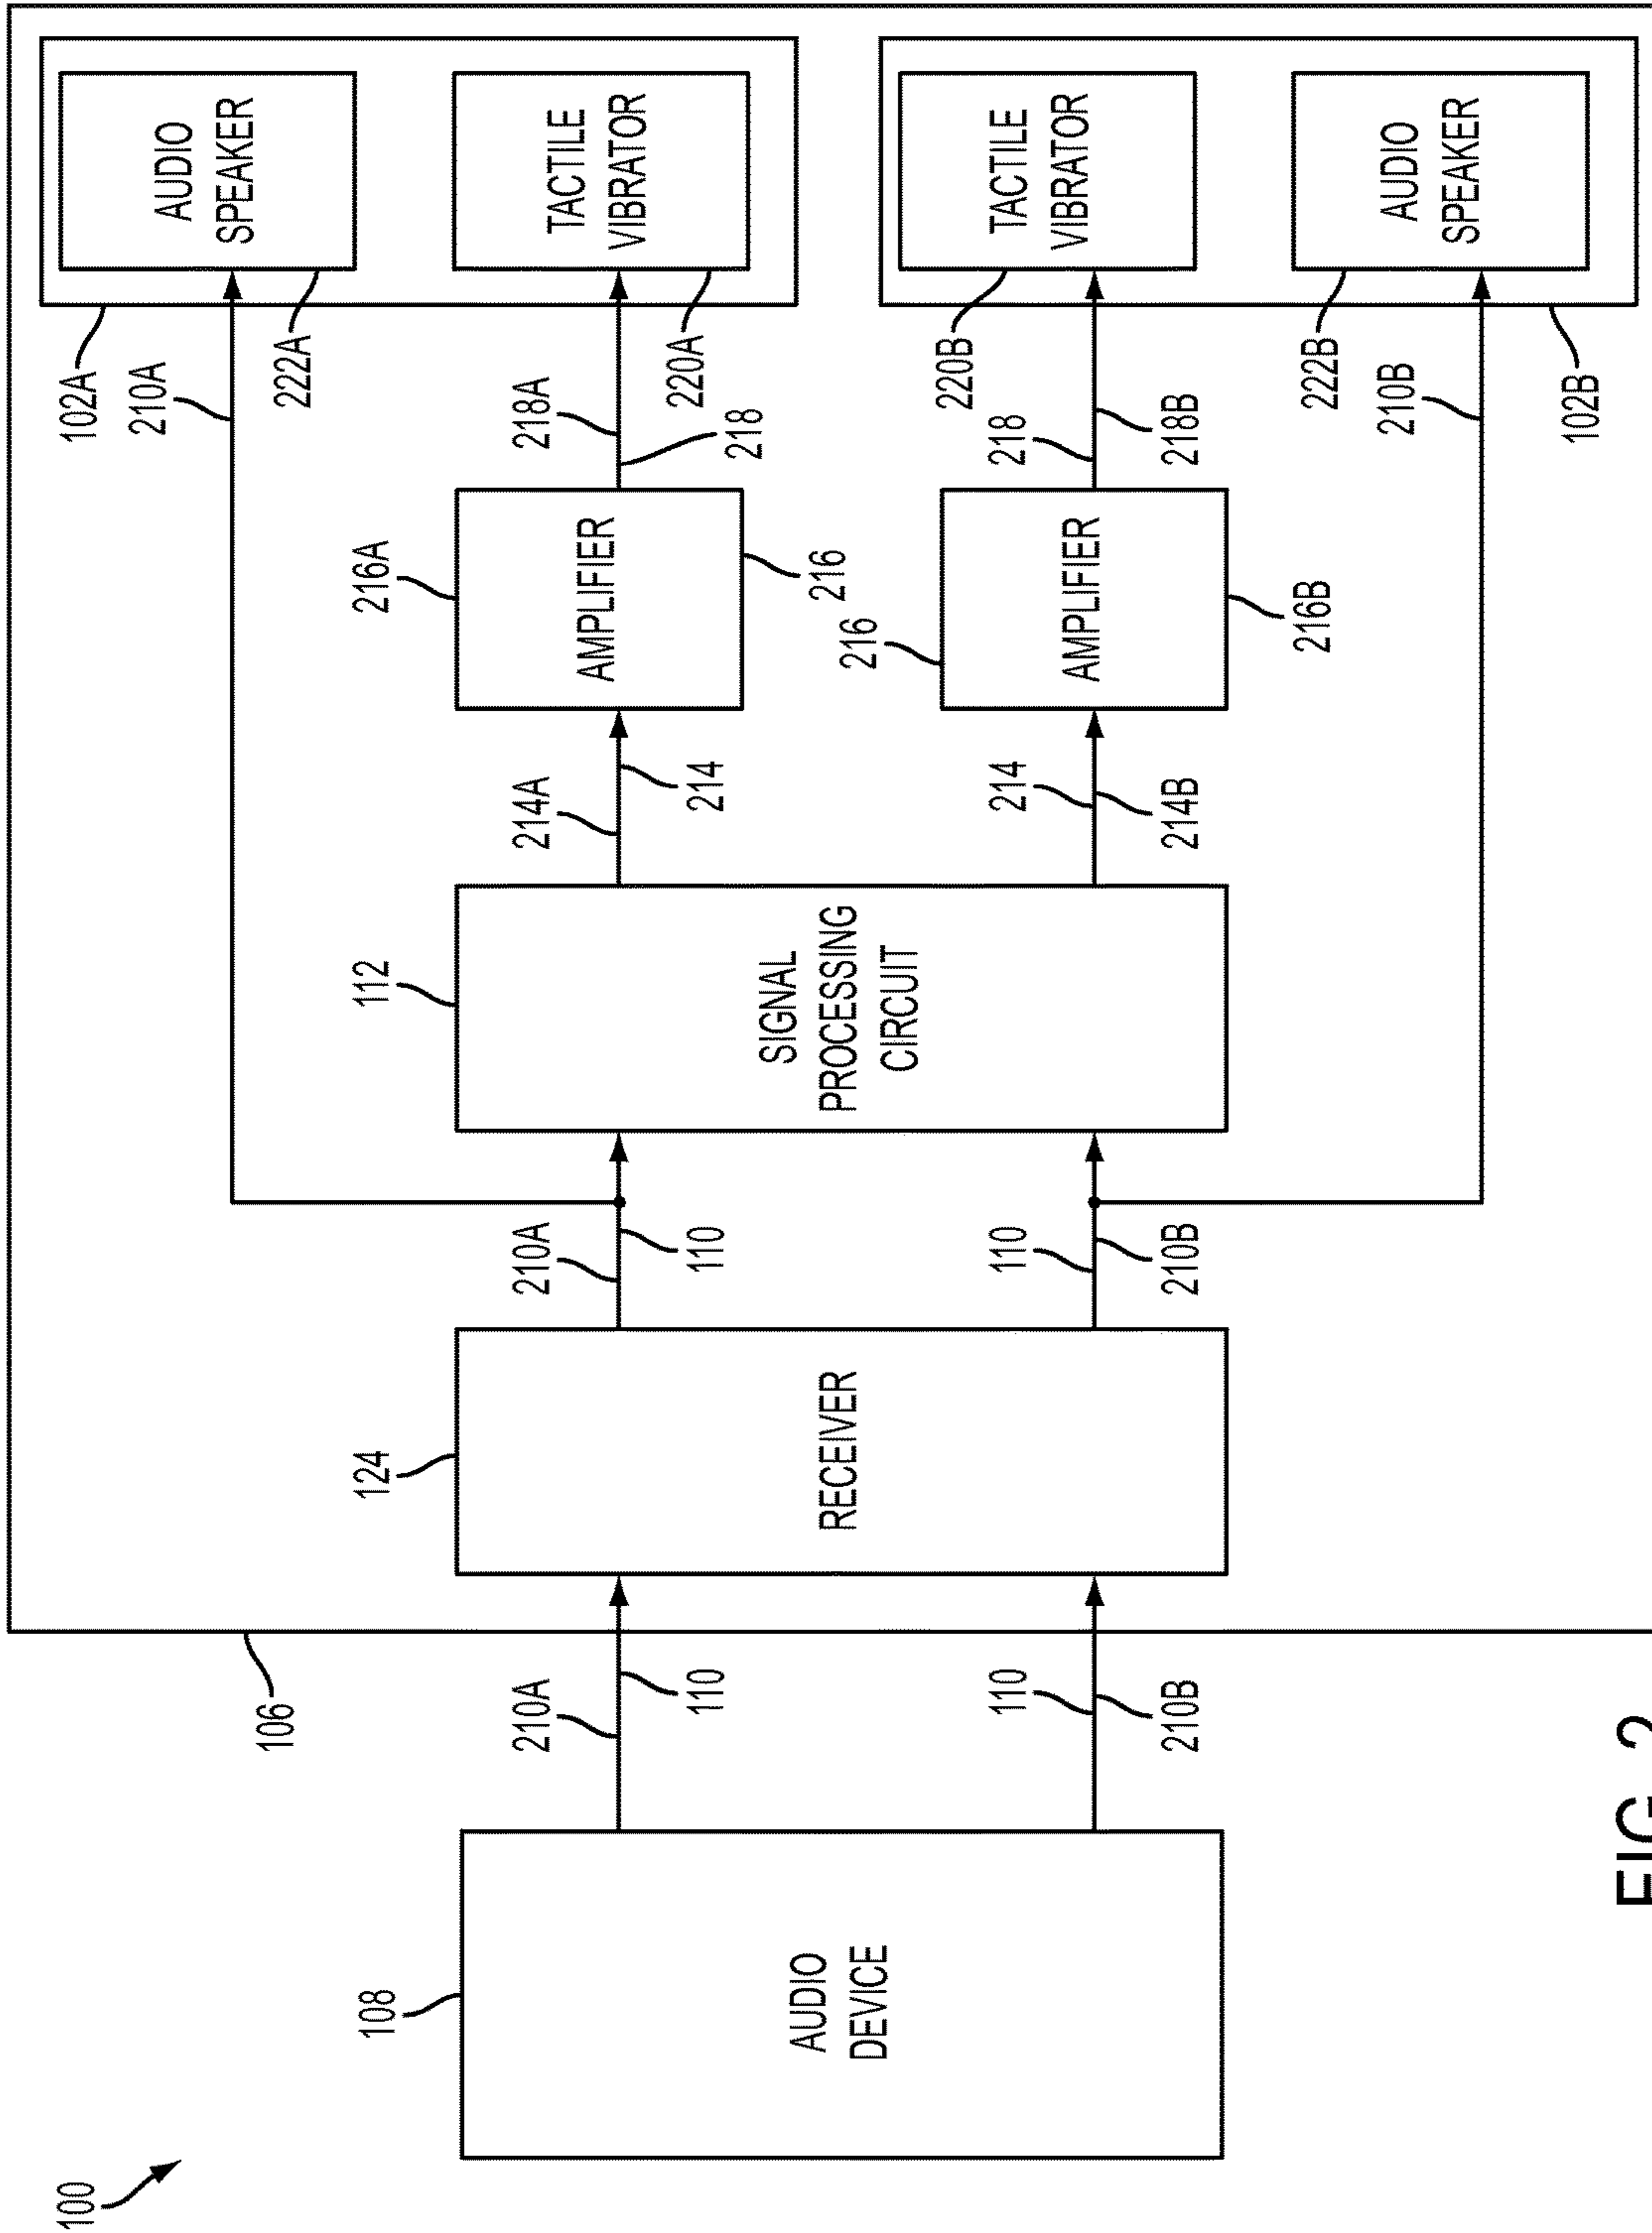 100
102A
210A
AUDIO
SPEAKER
106
222A
108
124
112
216A
210A
210A
214A
218A
TACTILE
VIBRATOR
AMPLIFIER
220A
110
110
214
218
216
AUDIO
DEVICE
RECEIVER
SIGNAL
PROCESSING
CIRCUIT
216
220B
110
110
214
218
TACTILE
VIBRATOR
AMPLIFIER
210B
210B
214B
218B
216B
222B
210B
AUDIO
SPEAKER
102B
FIG 2